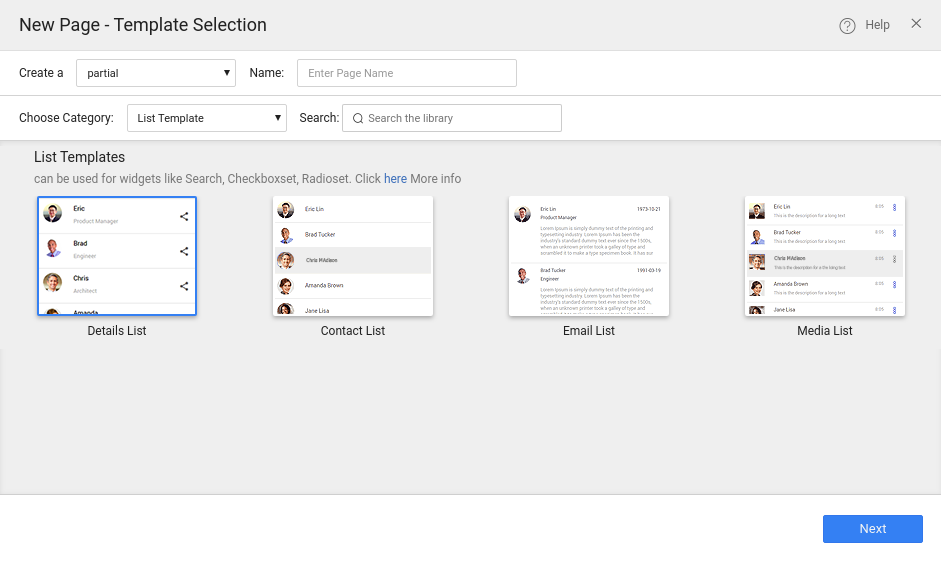 New Page - Template Selection
Help
Create a partial Name: Enter Page Name
Choose Category: List Template Search: Search the library
List Templates
can be used for widgets like Search, Checkboxset, Radioset. Click here More info
Eric
Product Manager
Brad
Engineer
Chris
Architect
Amanda
Details List
Eric Lin
Brad Tucker
Chris MAdison
Amanda Brown
Jane Lisa
Contact List
Eric Lin 1973-10-21
Product Manager
Lorem Ipsum is simply dummy text of the printing and
typesetting industry. Lorem Ipsum has been the
industry's standard dummy text ever since the 1500s,
when an unknown printer took a galley of type and
scrambled it to make a type specimen book. It has sur
Brad Tucker 1991-03-19
Engineer
Lorem Ipsum is simply dummy text of the printing and
typesetting industry. Lorem Ipsum has been the
industry's standard dummy text ever since the 1500s,
when an unknown printer took a galley of type and
Email List
Eric Lin 8:05
This is the description for a long text
Brad Tucker 8:05
This is the description for a long text
Chris MAdison 8:05
This is the description for a the long text
Amanda Brown 8:05
This is the description for a long text
Jane Lisa 8:05
Media List
Next